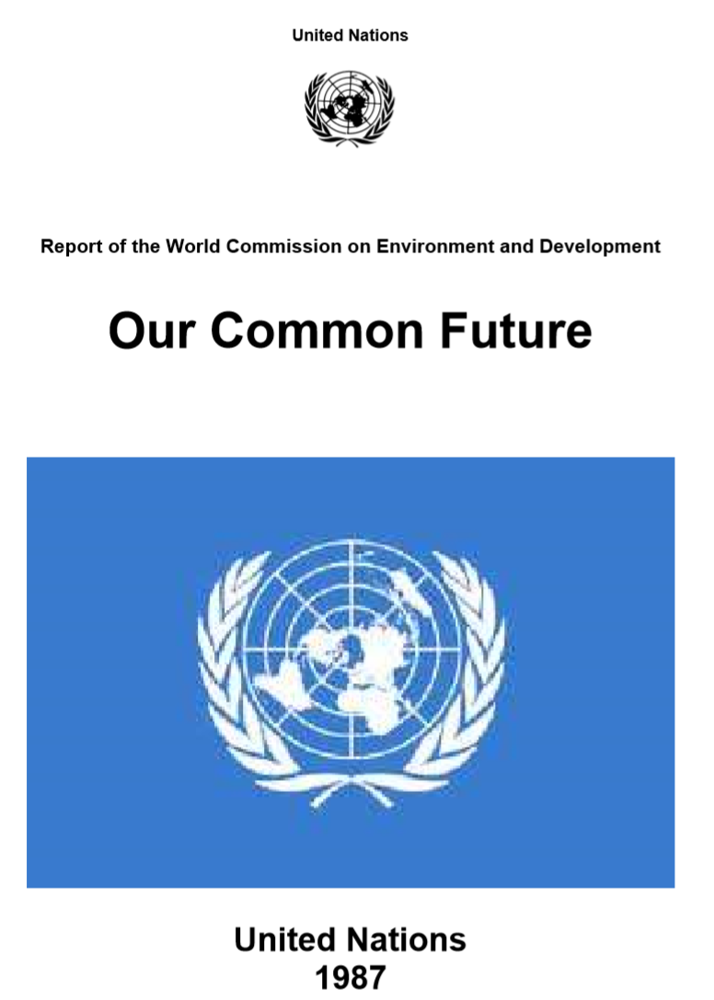 United Nations
Report of the World Commission on Environment and Development
Our Common Future
United Nations
1987